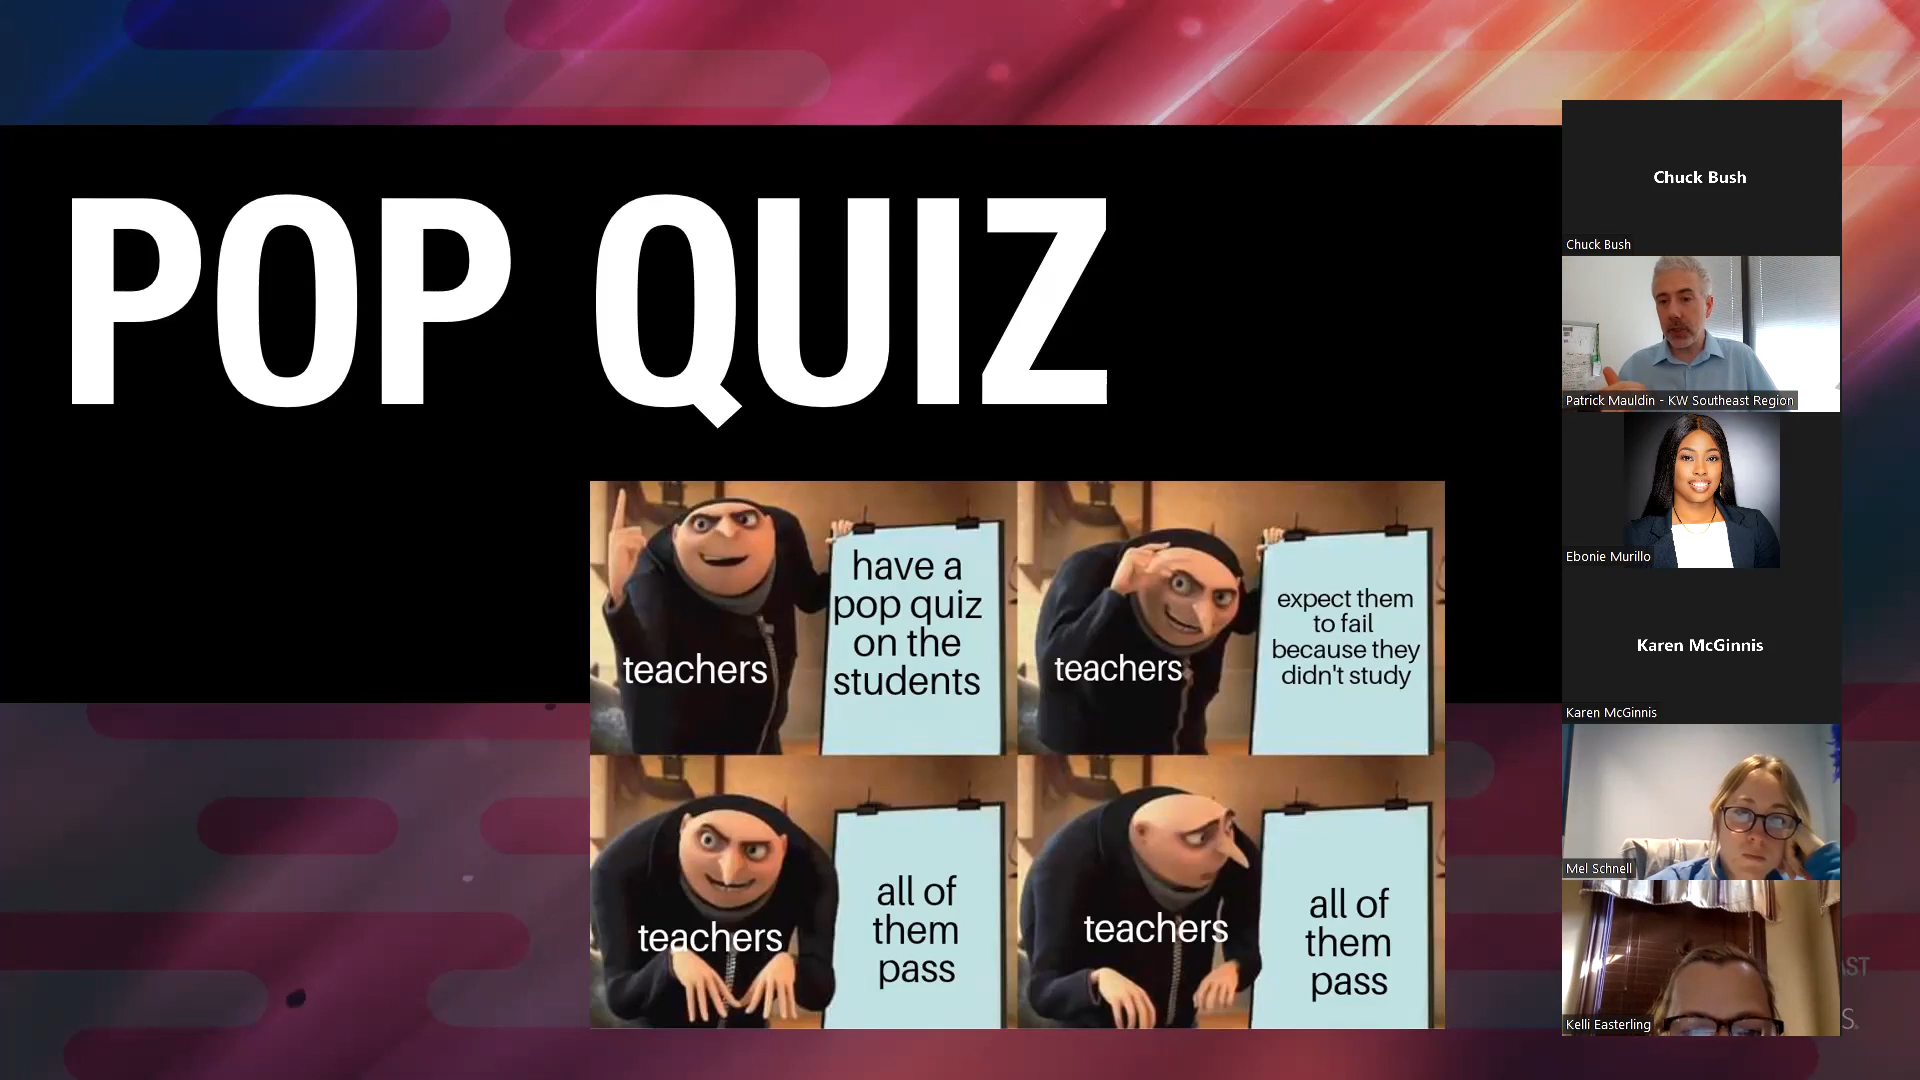 POP QUIZ
teachers
have a
pop quiz
on the
students
teachers
expect them
to fail
because they
didn't study
teachers
all of
them
pass
teachers
all of
them
pass
Chuck Bush
Chuck Bush
Patrick Mauldin - KW Southeast Region
Ebonie Murillo
Karen McGinnis
Karen McGinnis
Mel Schnell
Kelli Easterling